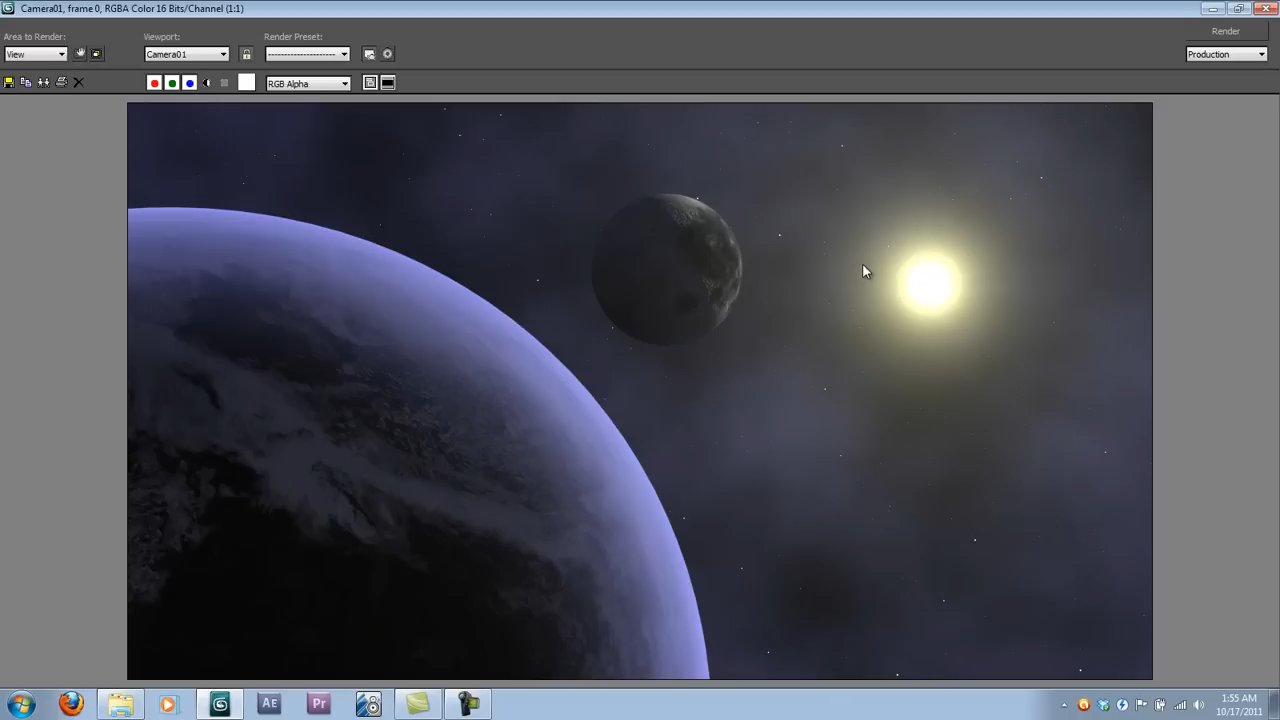 Camera01, frame 0, RGBA Color 16 Bits/Channel (1:1)
Area to Render: Viewport: Render Preset: Render
View Camera01 -------------------- Production
RGB Alpha
Ae Pr
1:55 AM
10/17/2011